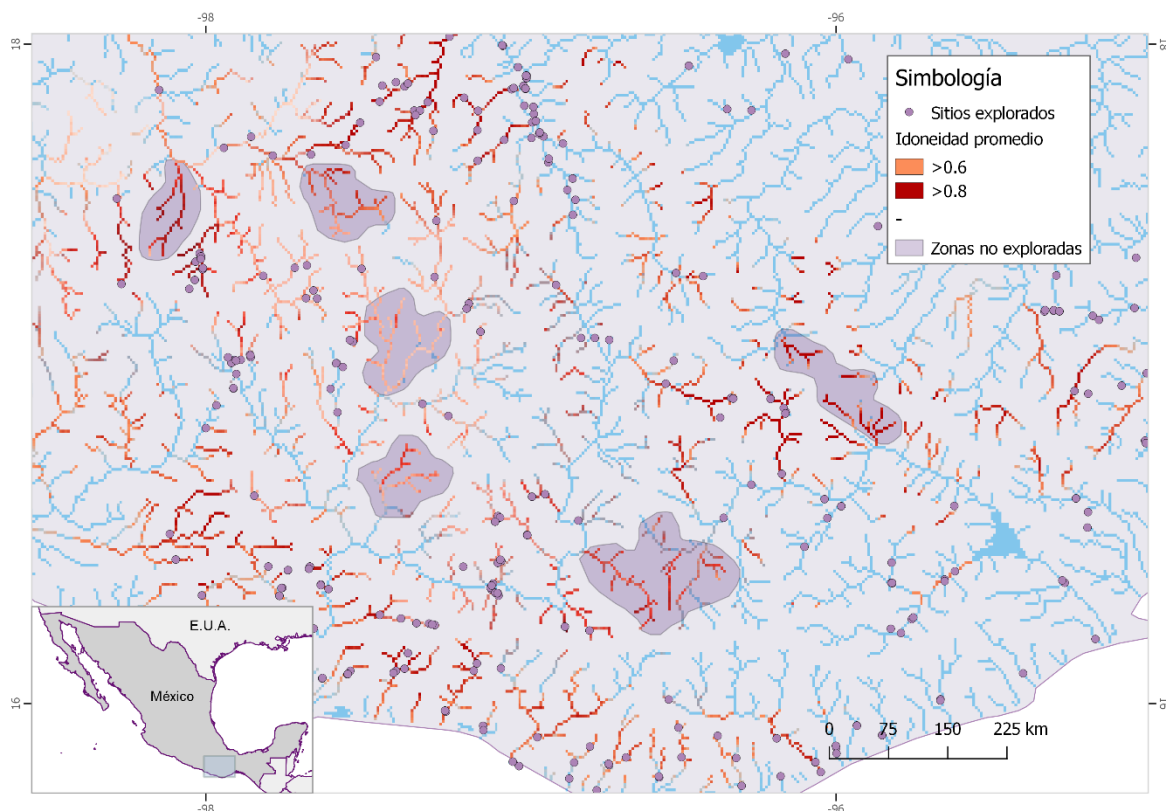 -98
-96
18
18
Simbología
Sitios explorados
Idoneidad promedio
>0.6
>0.8
-
Zonas no exploradas
E.U.A.
México
16
16
0 75 150 225 km
-98
-96